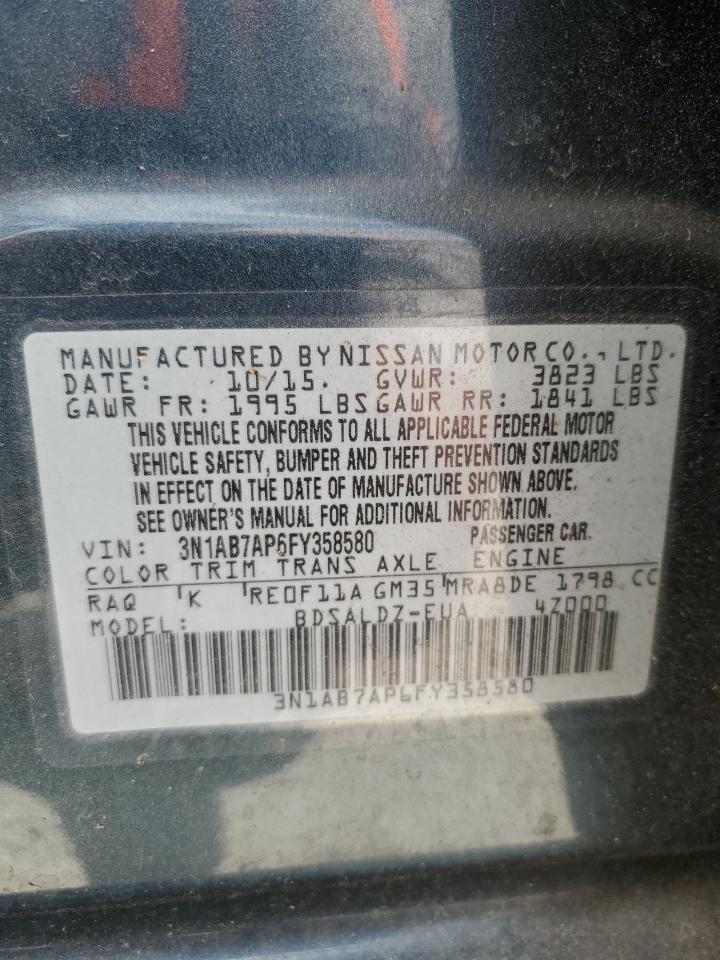 MANUFACTURED BY NISSAN MOTOR CO., LTD.
DATE: 10/15. GVWR: 3823 LBS
GAWR FR: 1995 LBS GAWR RR: 1841 LBS
THIS VEHICLE CONFORMS TO ALL APPLICABLE FEDERAL MOTOR
VEHICLE SAFETY, BUMPER AND THEFT PREVENTION STANDARDS
IN EFFECT ON THE DATE OF MANUFACTURE SHOWN ABOVE.
SEE OWNER'S MANUAL FOR ADDITIONAL INFORMATION.
VIN: 3N1AB7AP6FY358580 PASSENGER CAR.
COLOR TRIM TRANS AXLE ENGINE
RAQ K RE0F11A GM35 MRA8DE 1798 CC
MODEL: BDSALDZ-EUA 4Z000
3N1AB7AP6FY358580